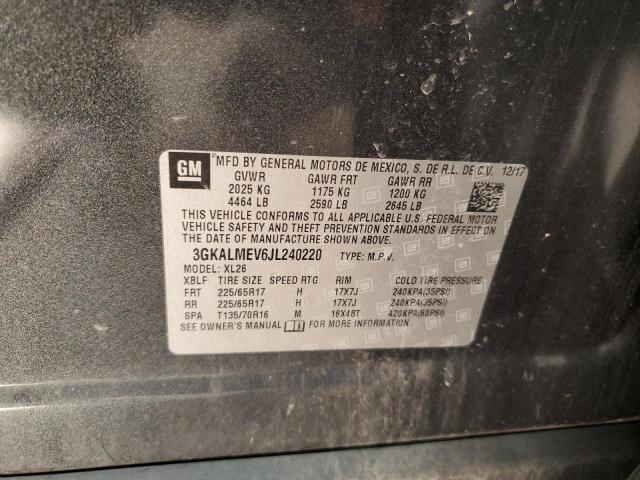 GM MFD BY GENERAL MOTORS DE MEXICO, S. DE R.L. DE C.V. 12/17
GVWR GAWR FRT GAWR RR
2025 KG 1175 KG 1200 KG
4464 LB 2590 LB 2645 LB
THIS VEHICLE CONFORMS TO ALL APPLICABLE U.S. FEDERAL MOTOR
VEHICLE SAFETY AND THEFT PREVENTION STANDARDS IN EFFECT ON
THE DATE OF MANUFACTURE SHOWN ABOVE.
3GKALMEV6JL240220 TYPE: M.P.V.
MODEL: XL26
XBLF TIRE SIZE SPEED RTG RIM COLD TIRE PRESSURE
FRT 225/65R17 H 17X7J 240KPA(35PSI)
RR 225/65R17 H 17X7J 240KPA(35PSI)
SPA T135/70R16 M 16X4BT 420KPA(60PSI)
SEE OWNER'S MANUAL i FOR MORE INFORMATION.